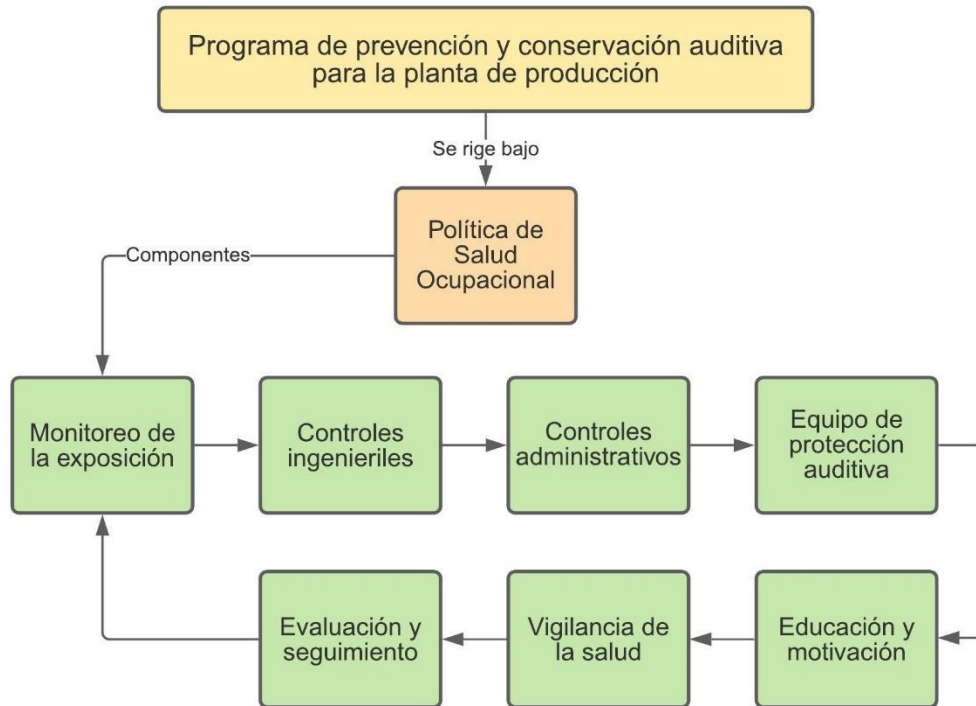 Programa de prevención y conservación auditiva
para la planta de producción
Se rige bajo
Política de
Salud
Ocupacional
Componentes
Monitoreo de
la exposición
Controles
ingenieriles
Controles
administrativos
Equipo de
protección
auditiva
Educación y
motivación
Vigilancia de
la salud
Evaluación y
seguimiento